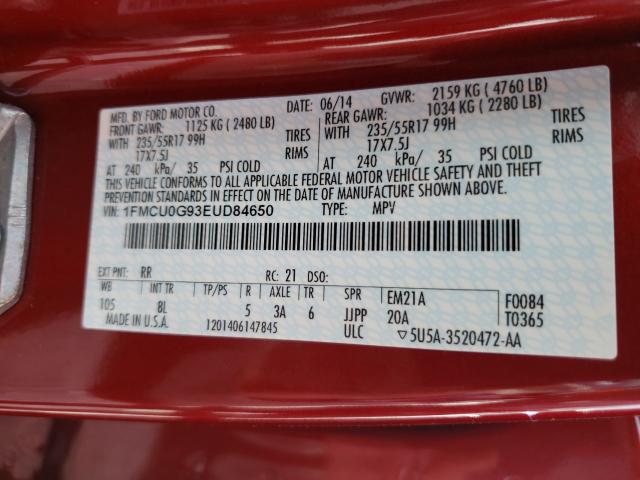 MFD. BY FORD MOTOR CO.
DATE: 06/14 GVWR: 2159 KG ( 4760 LB)
FRONT GAWR: 1125 KG ( 2480 LB) REAR GAWR: 1034 KG ( 2280 LB)
WITH 235/55R17 99H TIRES WITH 235/55R17 99H TIRES
17X7.5J RIMS 17X7.5J RIMS
AT 240 kPa/ 35 PSI COLD AT 240 kPa/ 35 PSI COLD
THIS VEHICLE CONFORMS TO ALL APPLICABLE FEDERAL MOTOR VEHICLE SAFETY AND THEFT
PREVENTION STANDARDS IN EFFECT ON THE DATE OF MANUFACTURE SHOWN ABOVE.
VIN: 1FMCU0G93EUD84650 TYPE: MPV
EXT PNT: RR RC: 21 DSO:
WB INT TR TP/PS R AXLE TR SPR EM21A F0084
105 8L 5 3A 6 JJPP 20A T0365
MADE IN U.S.A. 1201406147845 ULC ▽5U5A-3520472-AA